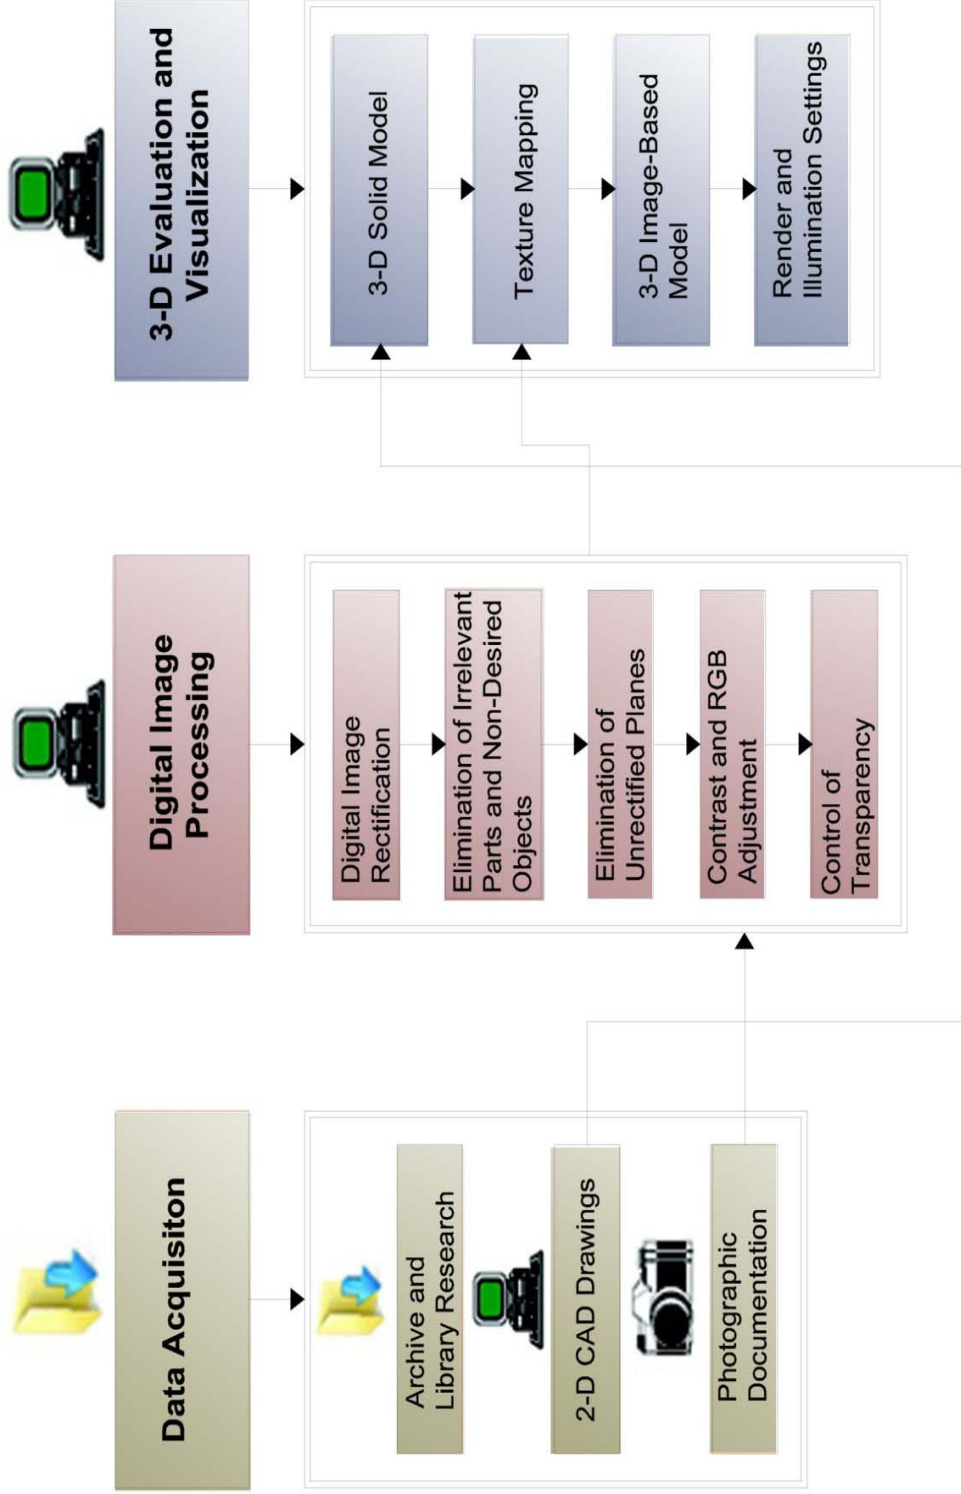 Data Acquisiton
Archive and
Library Research
2-D CAD Drawings
Photographic
Documentation
Digital Image
Processing
Digital Image
Rectification
Elimination of Irrelevant
Parts and Non-Desired
Objects
Elimination of
Unrectified Planes
Contrast and RGB
Adjustment
Control of
Transparency
3-D Evaluation and
Visualization
3-D Solid Model
Texture Mapping
3-D Image-Based
Model
Render and
Illumination Settings